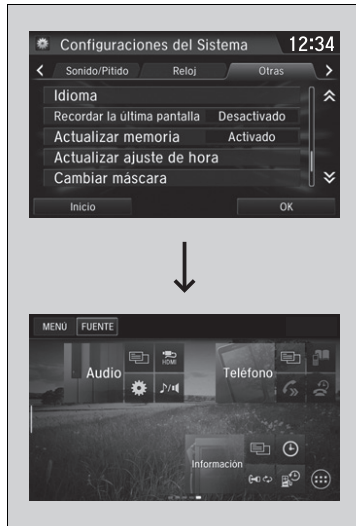 Configuraciones del Sistema 12:34
Sonido/Pitido Reloj Otras
Idioma
Recordar la última pantalla Desactivado
Actualizar memoria Activado
Actualizar ajuste de hora
Cambiar máscara
Inicio OK
MENÚ FUENTE
HDMI
Audio Teléfono
Información